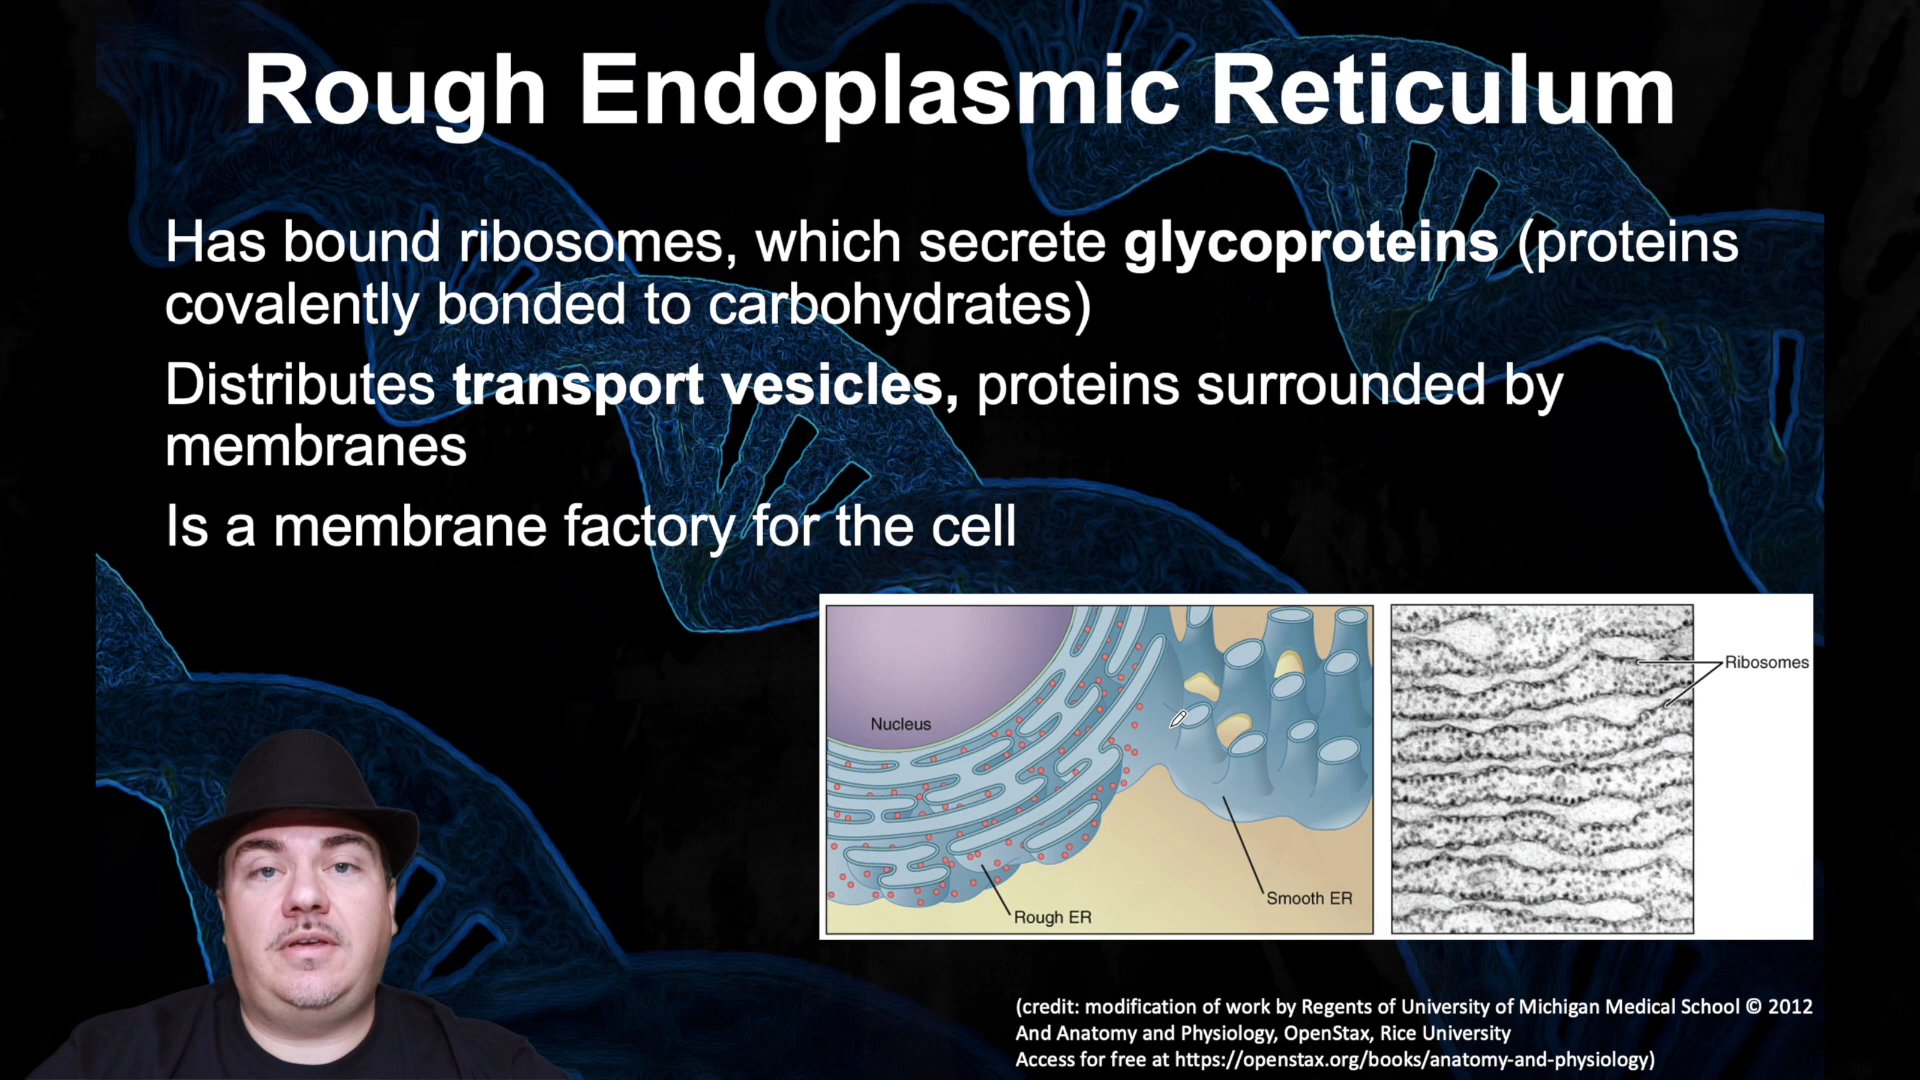 Rough Endoplasmic Reticulum
Has bound ribosomes, which secrete glycoproteins (proteins
covalently bonded to carbohydrates)
Distributes transport vesicles, proteins surrounded by
membranes
Is a membrane factory for the cell
Nucleus
Rough ER
Smooth ER
Ribosomes
(credit: modification of work by Regents of University of Michigan Medical School © 2012
And Anatomy and Physiology, OpenStax, Rice University
Access for free at https://openstax.org/books/anatomy-and-physiology)